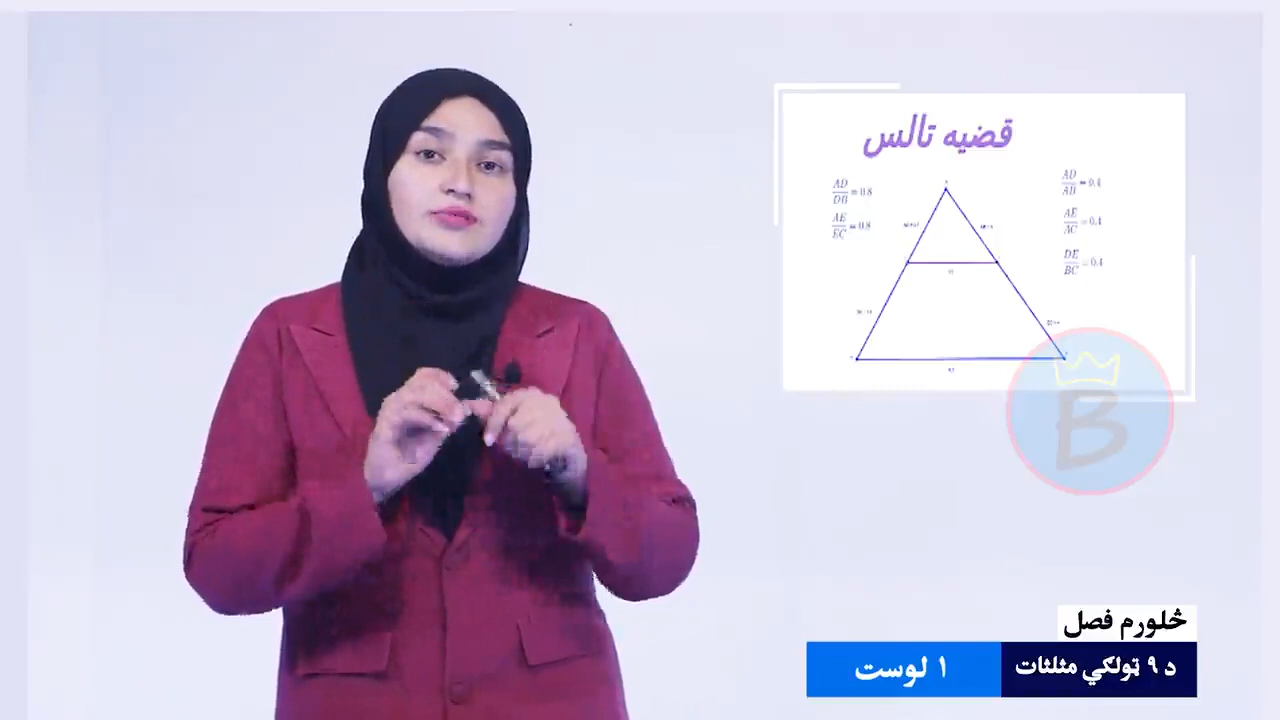 قضیه تالس
AD/DB = 0.8
AE/EC = 0.8
AD/AB = 0.4
AE/AC = 0.4
DE/BC = 0.4
B
څلورم فصل
د ۹ ټولګي مثلثات
۱ لوست